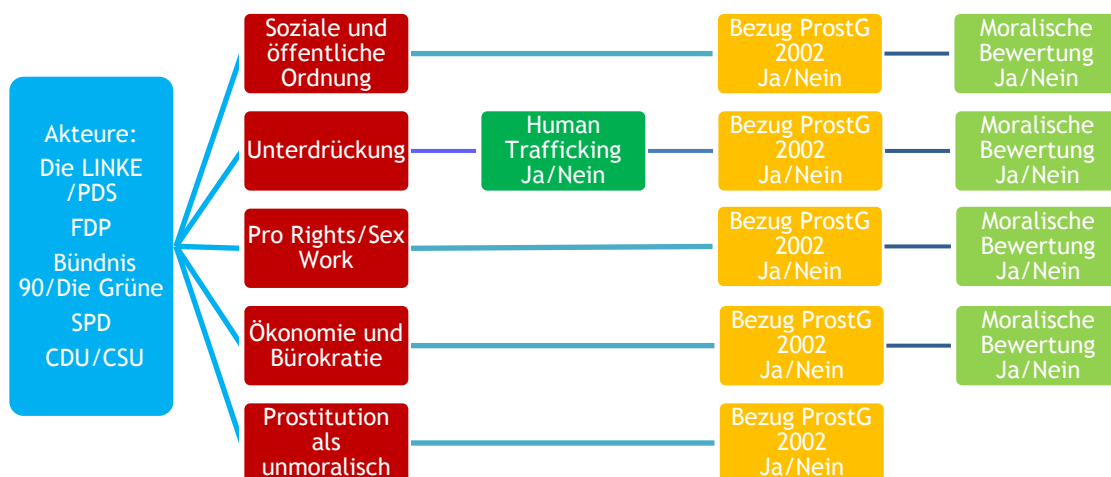 Akteure:
Die LINKE
/PDS
FDP
Bündnis
90/Die Grüne
SPD
CDU/CSU
Soziale und
öffentliche
Ordnung
Bezug ProstG
2002
Ja/Nein
Moralische
Bewertung
Ja/Nein
Unterdrückung
Human
Trafficking
Ja/Nein
Bezug ProstG
2002
Ja/Nein
Moralische
Bewertung
Ja/Nein
Pro Rights/Sex
Work
Bezug ProstG
2002
Ja/Nein
Moralische
Bewertung
Ja/Nein
Ökonomie und
Bürokratie
Bezug ProstG
2002
Ja/Nein
Moralische
Bewertung
Ja/Nein
Prostitution
als
unmoralisch
Bezug ProstG
2002
Ja/Nein